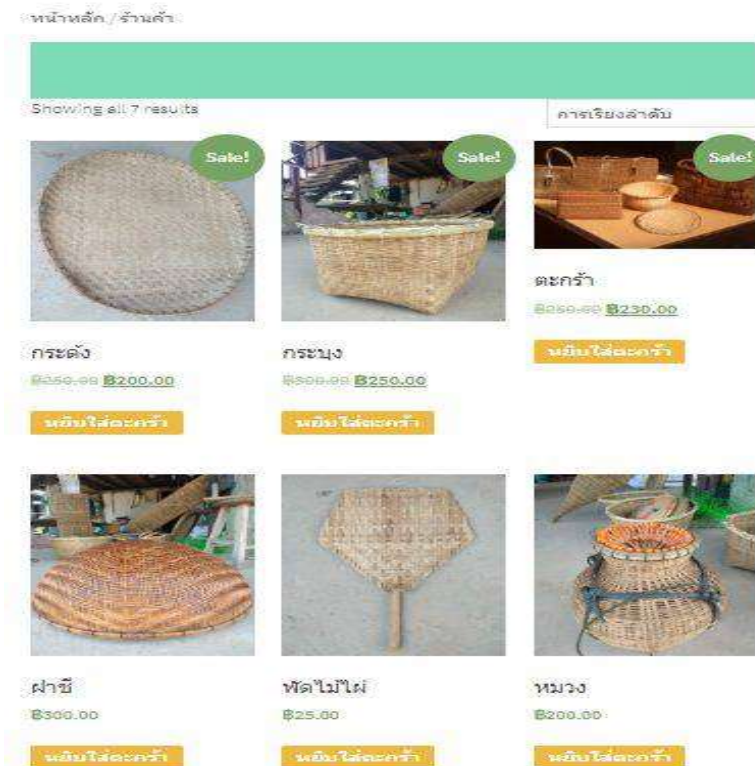 หน้าหลัก / ร้านค้า
Showing all 7 results
การเรียงลำดับ
Sale!
Sale!
Sale!
กระด้ง
฿250.00 ฿200.00
หยิบใส่ตะกร้า
กระบุง
฿300.00 ฿250.00
หยิบใส่ตะกร้า
ตะกร้า
฿250.00 ฿230.00
หยิบใส่ตะกร้า
ฝาชี
฿300.00
หยิบใส่ตะกร้า
พัดไม้ไผ่
฿25.00
หยิบใส่ตะกร้า
หมวง
฿200.00
หยิบใส่ตะกร้า